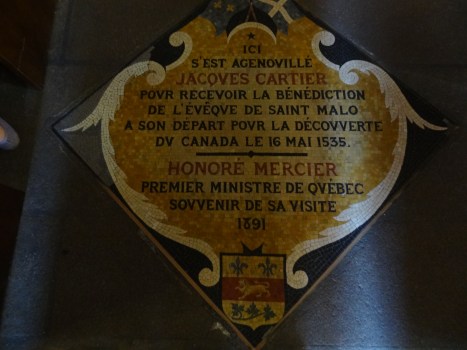 ICI
S'EST AGENOVILLÉ
JACQVES CARTIER
POVR RECEVOIR LA BÉNÉDICTION
DE L'ÉVÊQVE DE SAINT MALO
A SON DÉPART POVR LA DÉCOVVERTE
DV CANADA LE 16 MAI 1535.
HONORÉ MERCIER
PREMIER MINISTRE DE QVÉBEC
SOVVENIR DE SA VISITE
1891